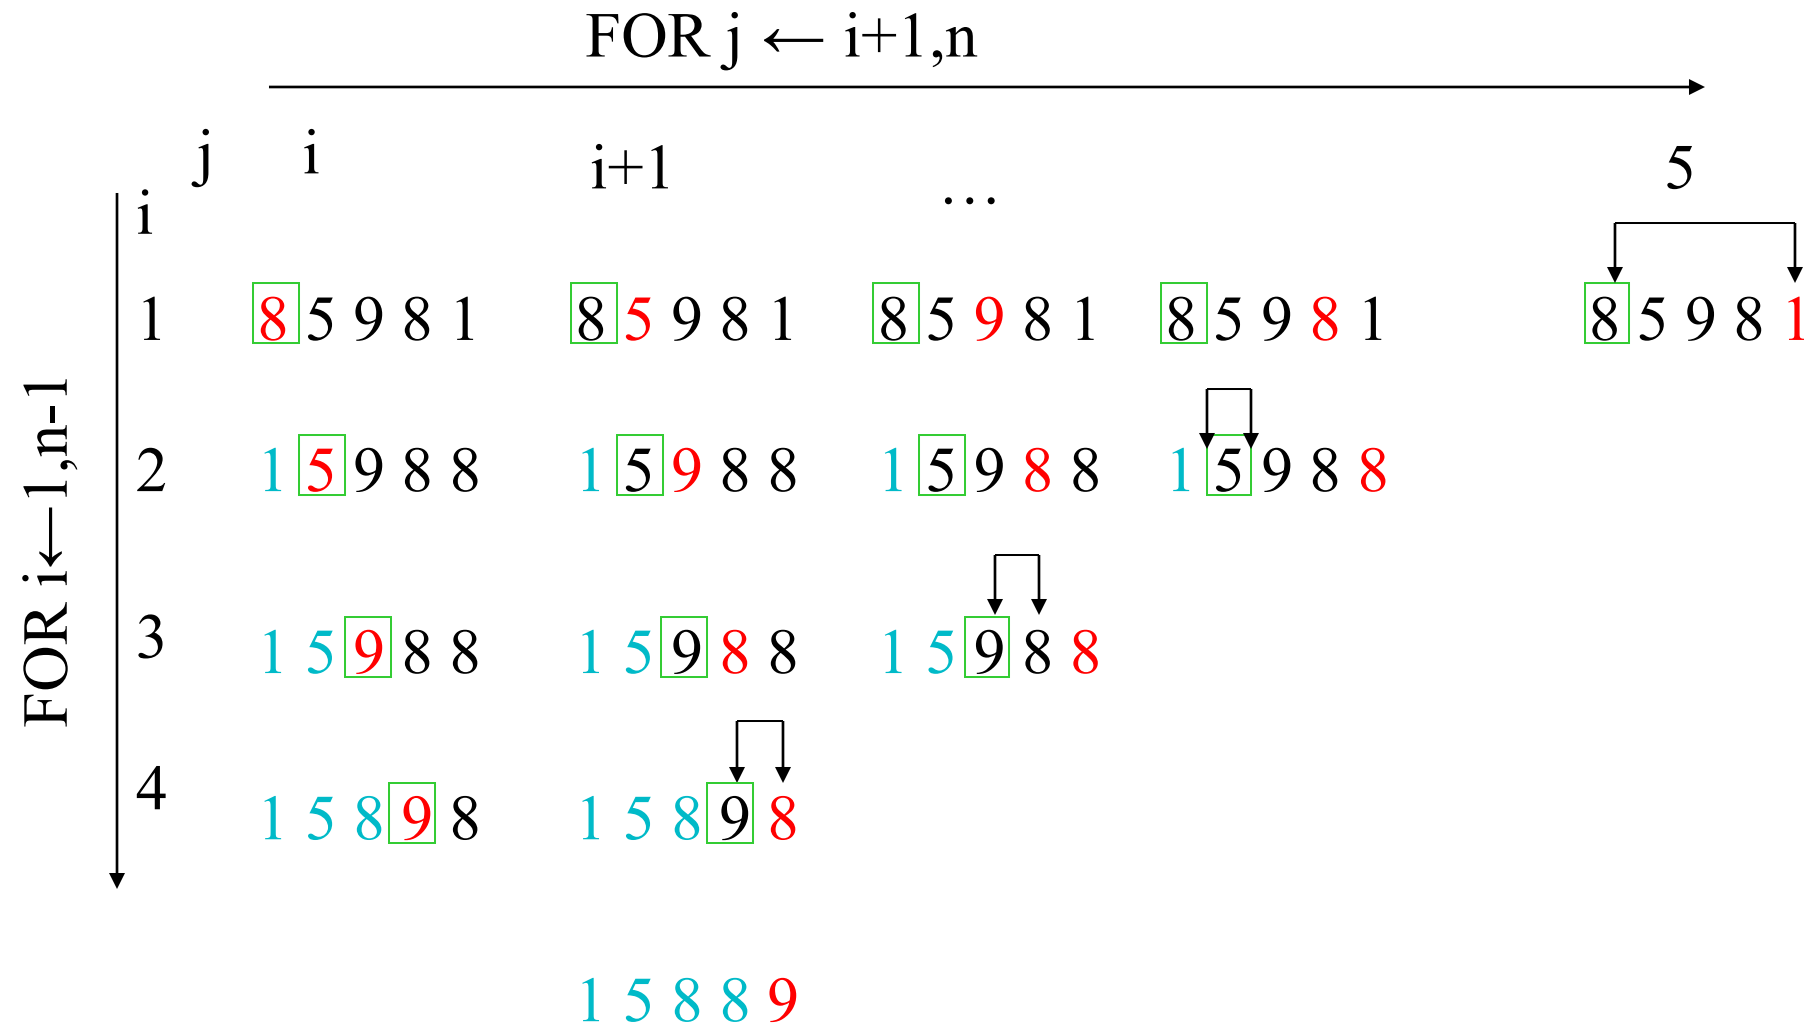 FOR j ← i+1,n
j i i+1 … 5
i
FOR i←1,n-1
1 8 5 9 8 1 8 5 9 8 1 8 5 9 8 1 8 5 9 8 1 8 5 9 8 1
2 1 5 9 8 8 1 5 9 8 8 1 5 9 8 8 1 5 9 8 8
3 1 5 9 8 8 1 5 9 8 8 1 5 9 8 8
4 1 5 8 9 8 1 5 8 9 8
1 5 8 8 9